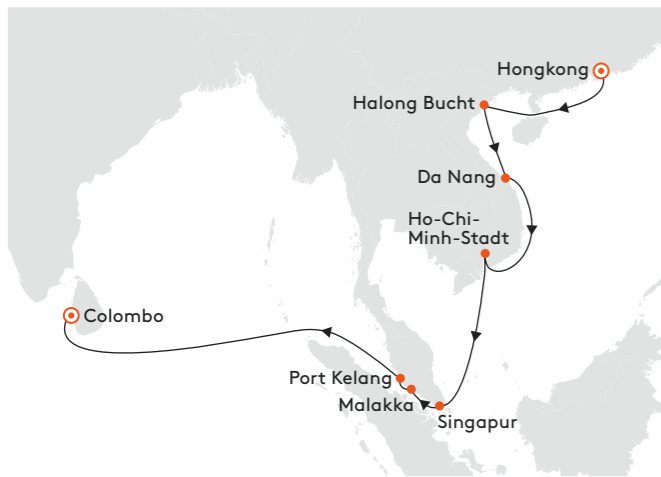 Hongkong
Halong Bucht
Da Nang
Ho-Chi-
Minh-Stadt
Colombo
Port Kelang
Malakka
Singapur